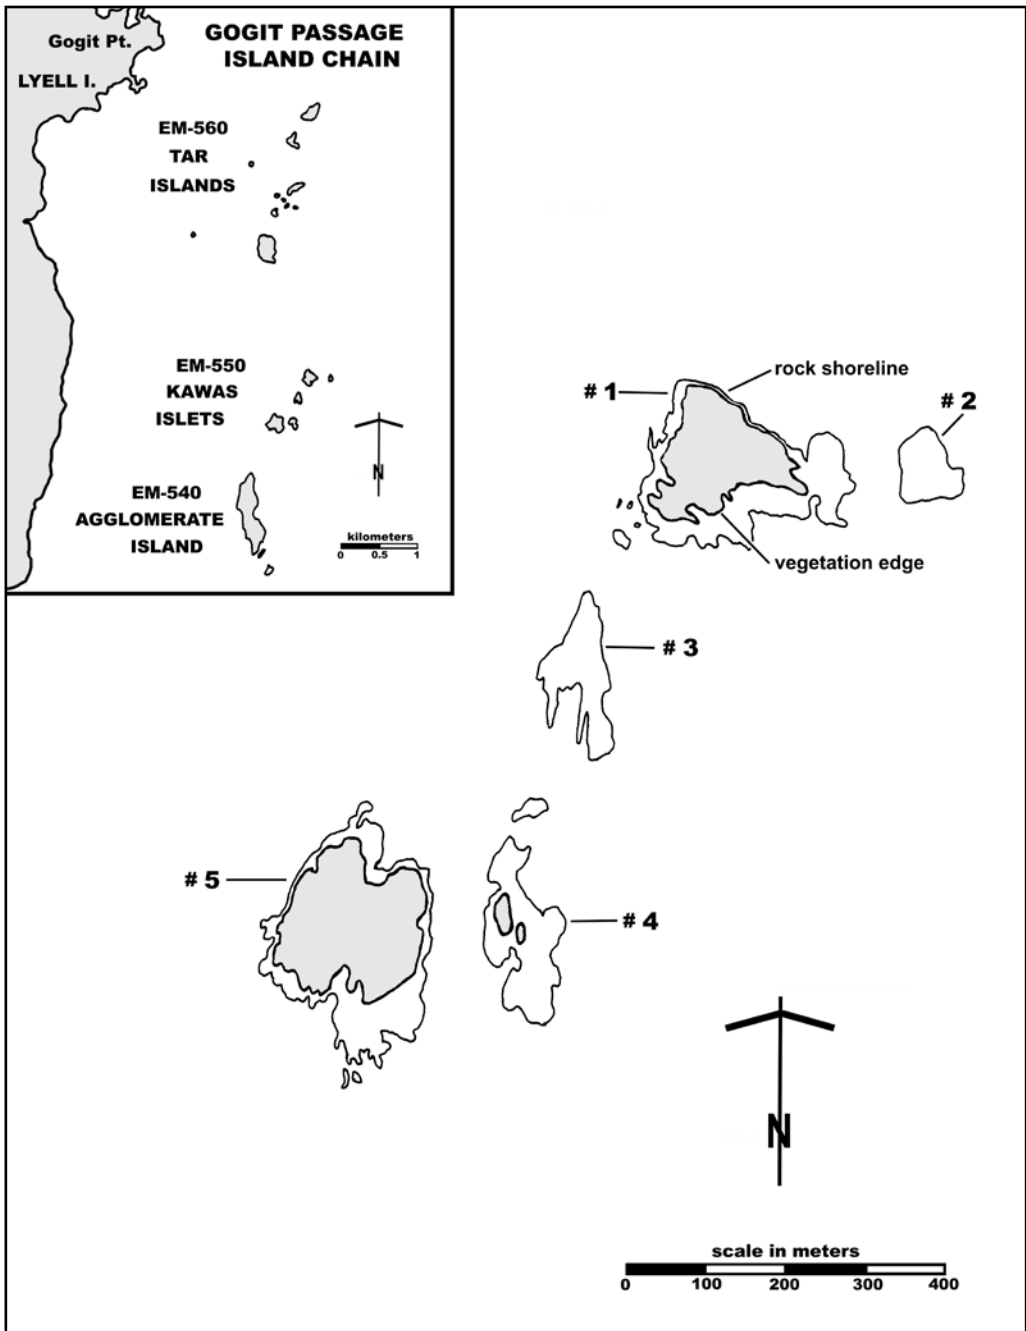 GOGIT PASSAGE
ISLAND CHAIN
Gogit Pt.
LYELL I.
EM-560
TAR
ISLANDS
EM-550
KAWAS
ISLETS
N
EM-540
AGGLOMERATE
ISLAND
kilometers
0 0.5 1
rock shoreline
# 1
# 2
vegetation edge
# 3
# 5
# 4
N
scale in meters
0 100 200 300 400